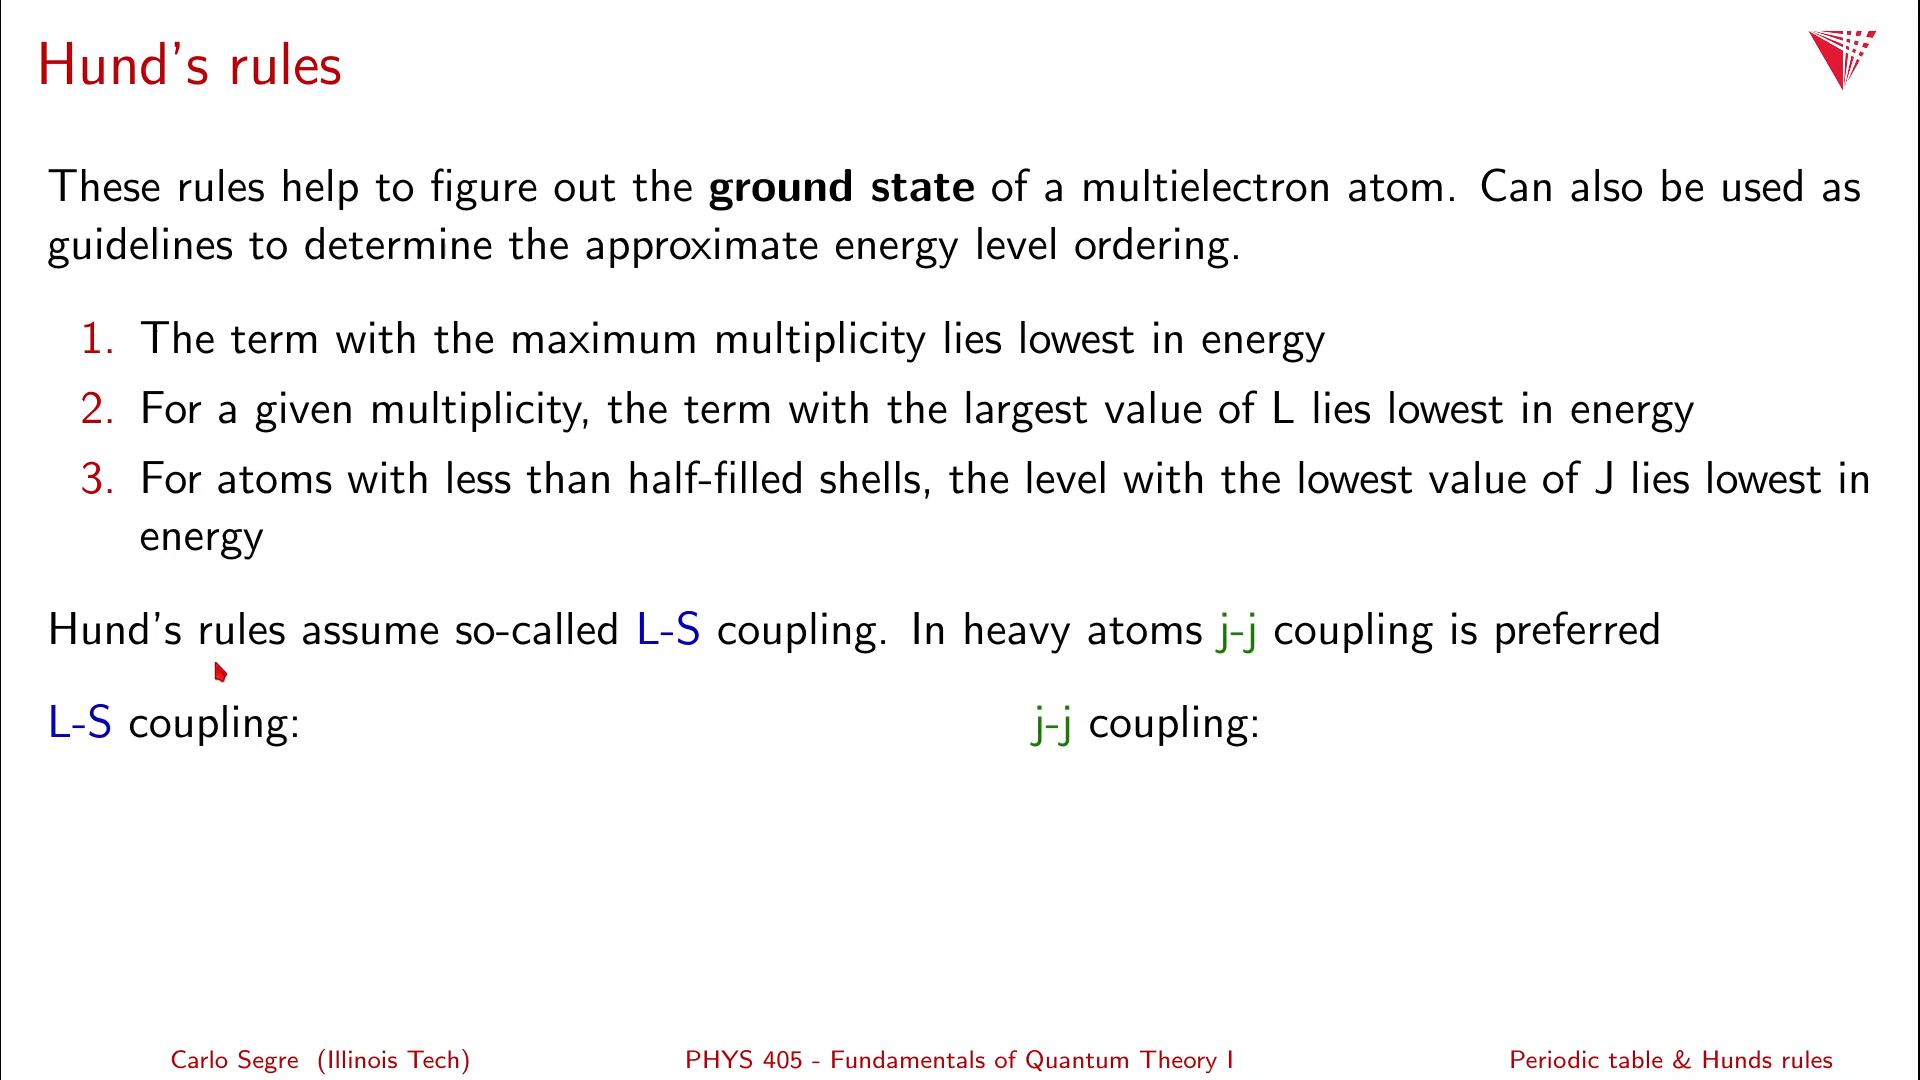 Hund's rules
These rules help to figure out the ground state of a multielectron atom. Can also be used as
guidelines to determine the approximate energy level ordering.
1. The term with the maximum multiplicity lies lowest in energy
2. For a given multiplicity, the term with the largest value of L lies lowest in energy
3. For atoms with less than half-filled shells, the level with the lowest value of J lies lowest in
energy
Hund's rules assume so-called L-S coupling. In heavy atoms j-j coupling is preferred
L-S coupling:
j-j coupling:
Carlo Segre (Illinois Tech)
PHYS 405 - Fundamentals of Quantum Theory I
Periodic table & Hunds rules